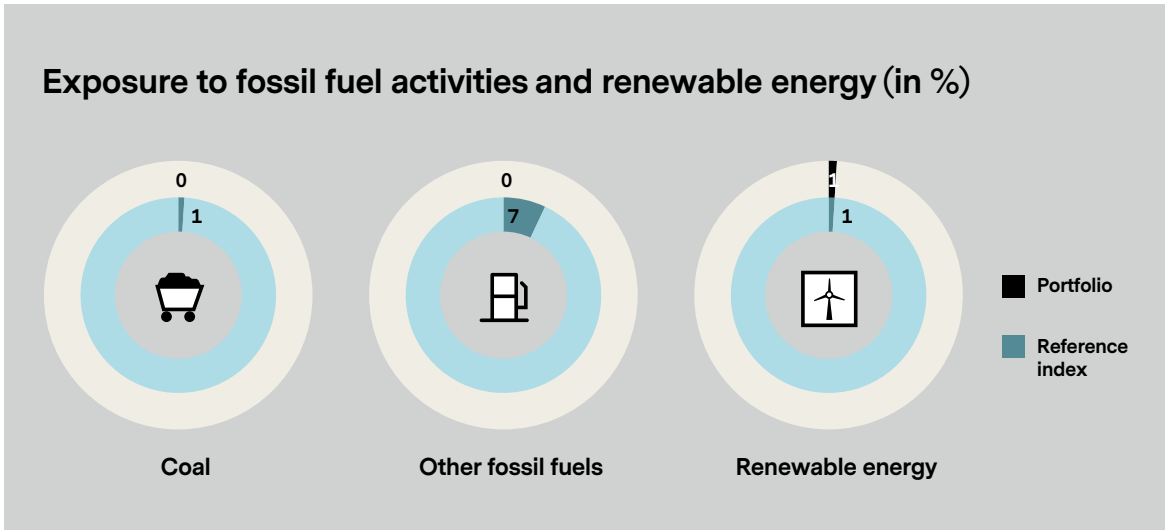 Exposure to fossil fuel activities and renewable energy (in %)
0
1
0
7
1
1
Portfolio
Reference
index
Coal
Other fossil fuels
Renewable energy